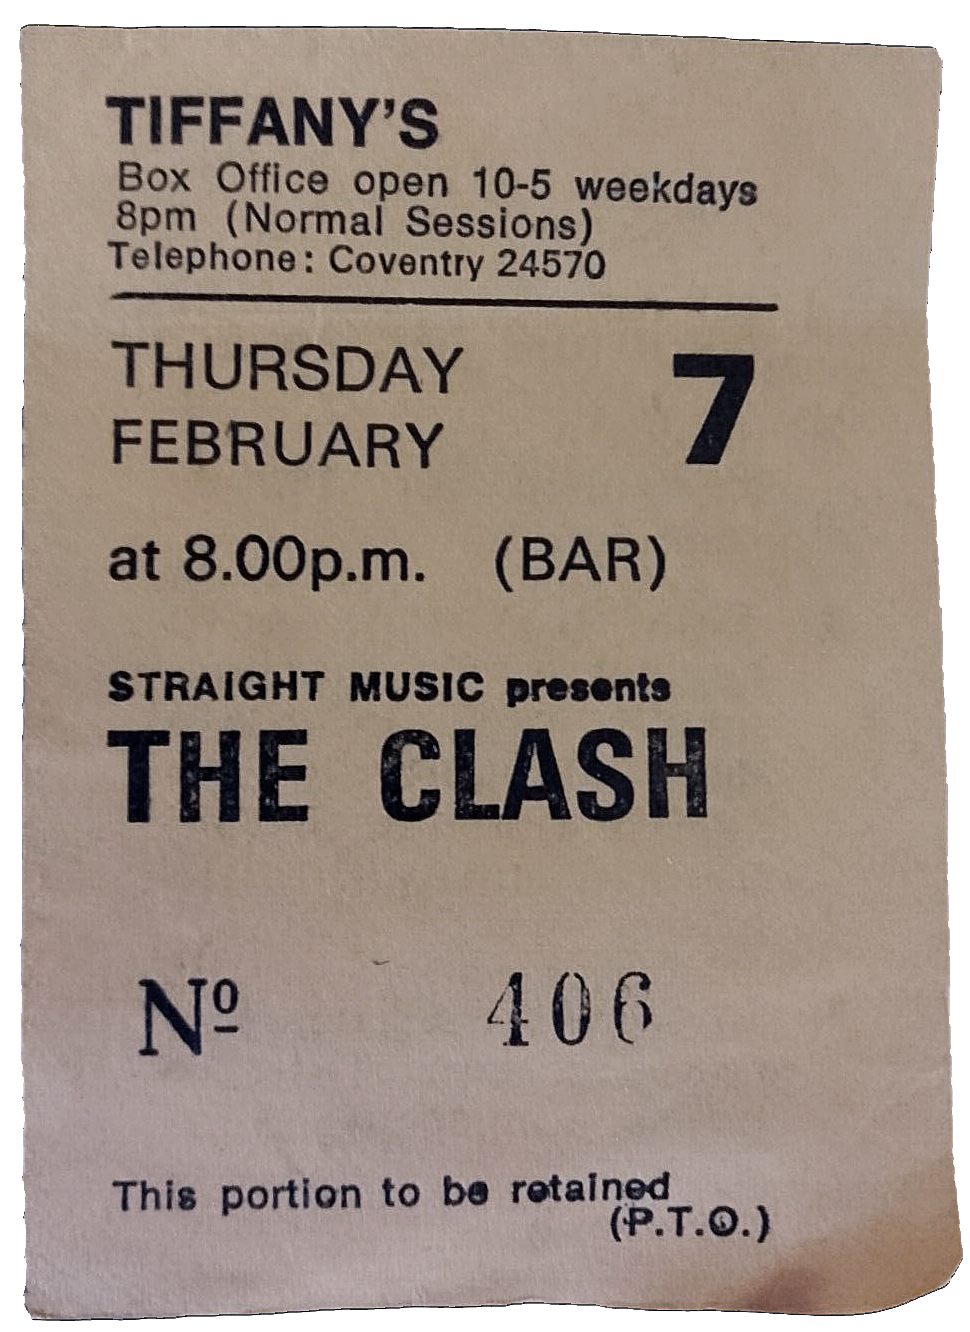 TIFFANY'S
Box Office open 10-5 weekdays
8pm (Normal Sessions)
Telephone: Coventry 24570
THURSDAY 7
FEBRUARY
at 8.00p.m. (BAR)
STRAIGHT MUSIC presents
THE CLASH
Nº 406
This portion to be retained
(P.T.O.)